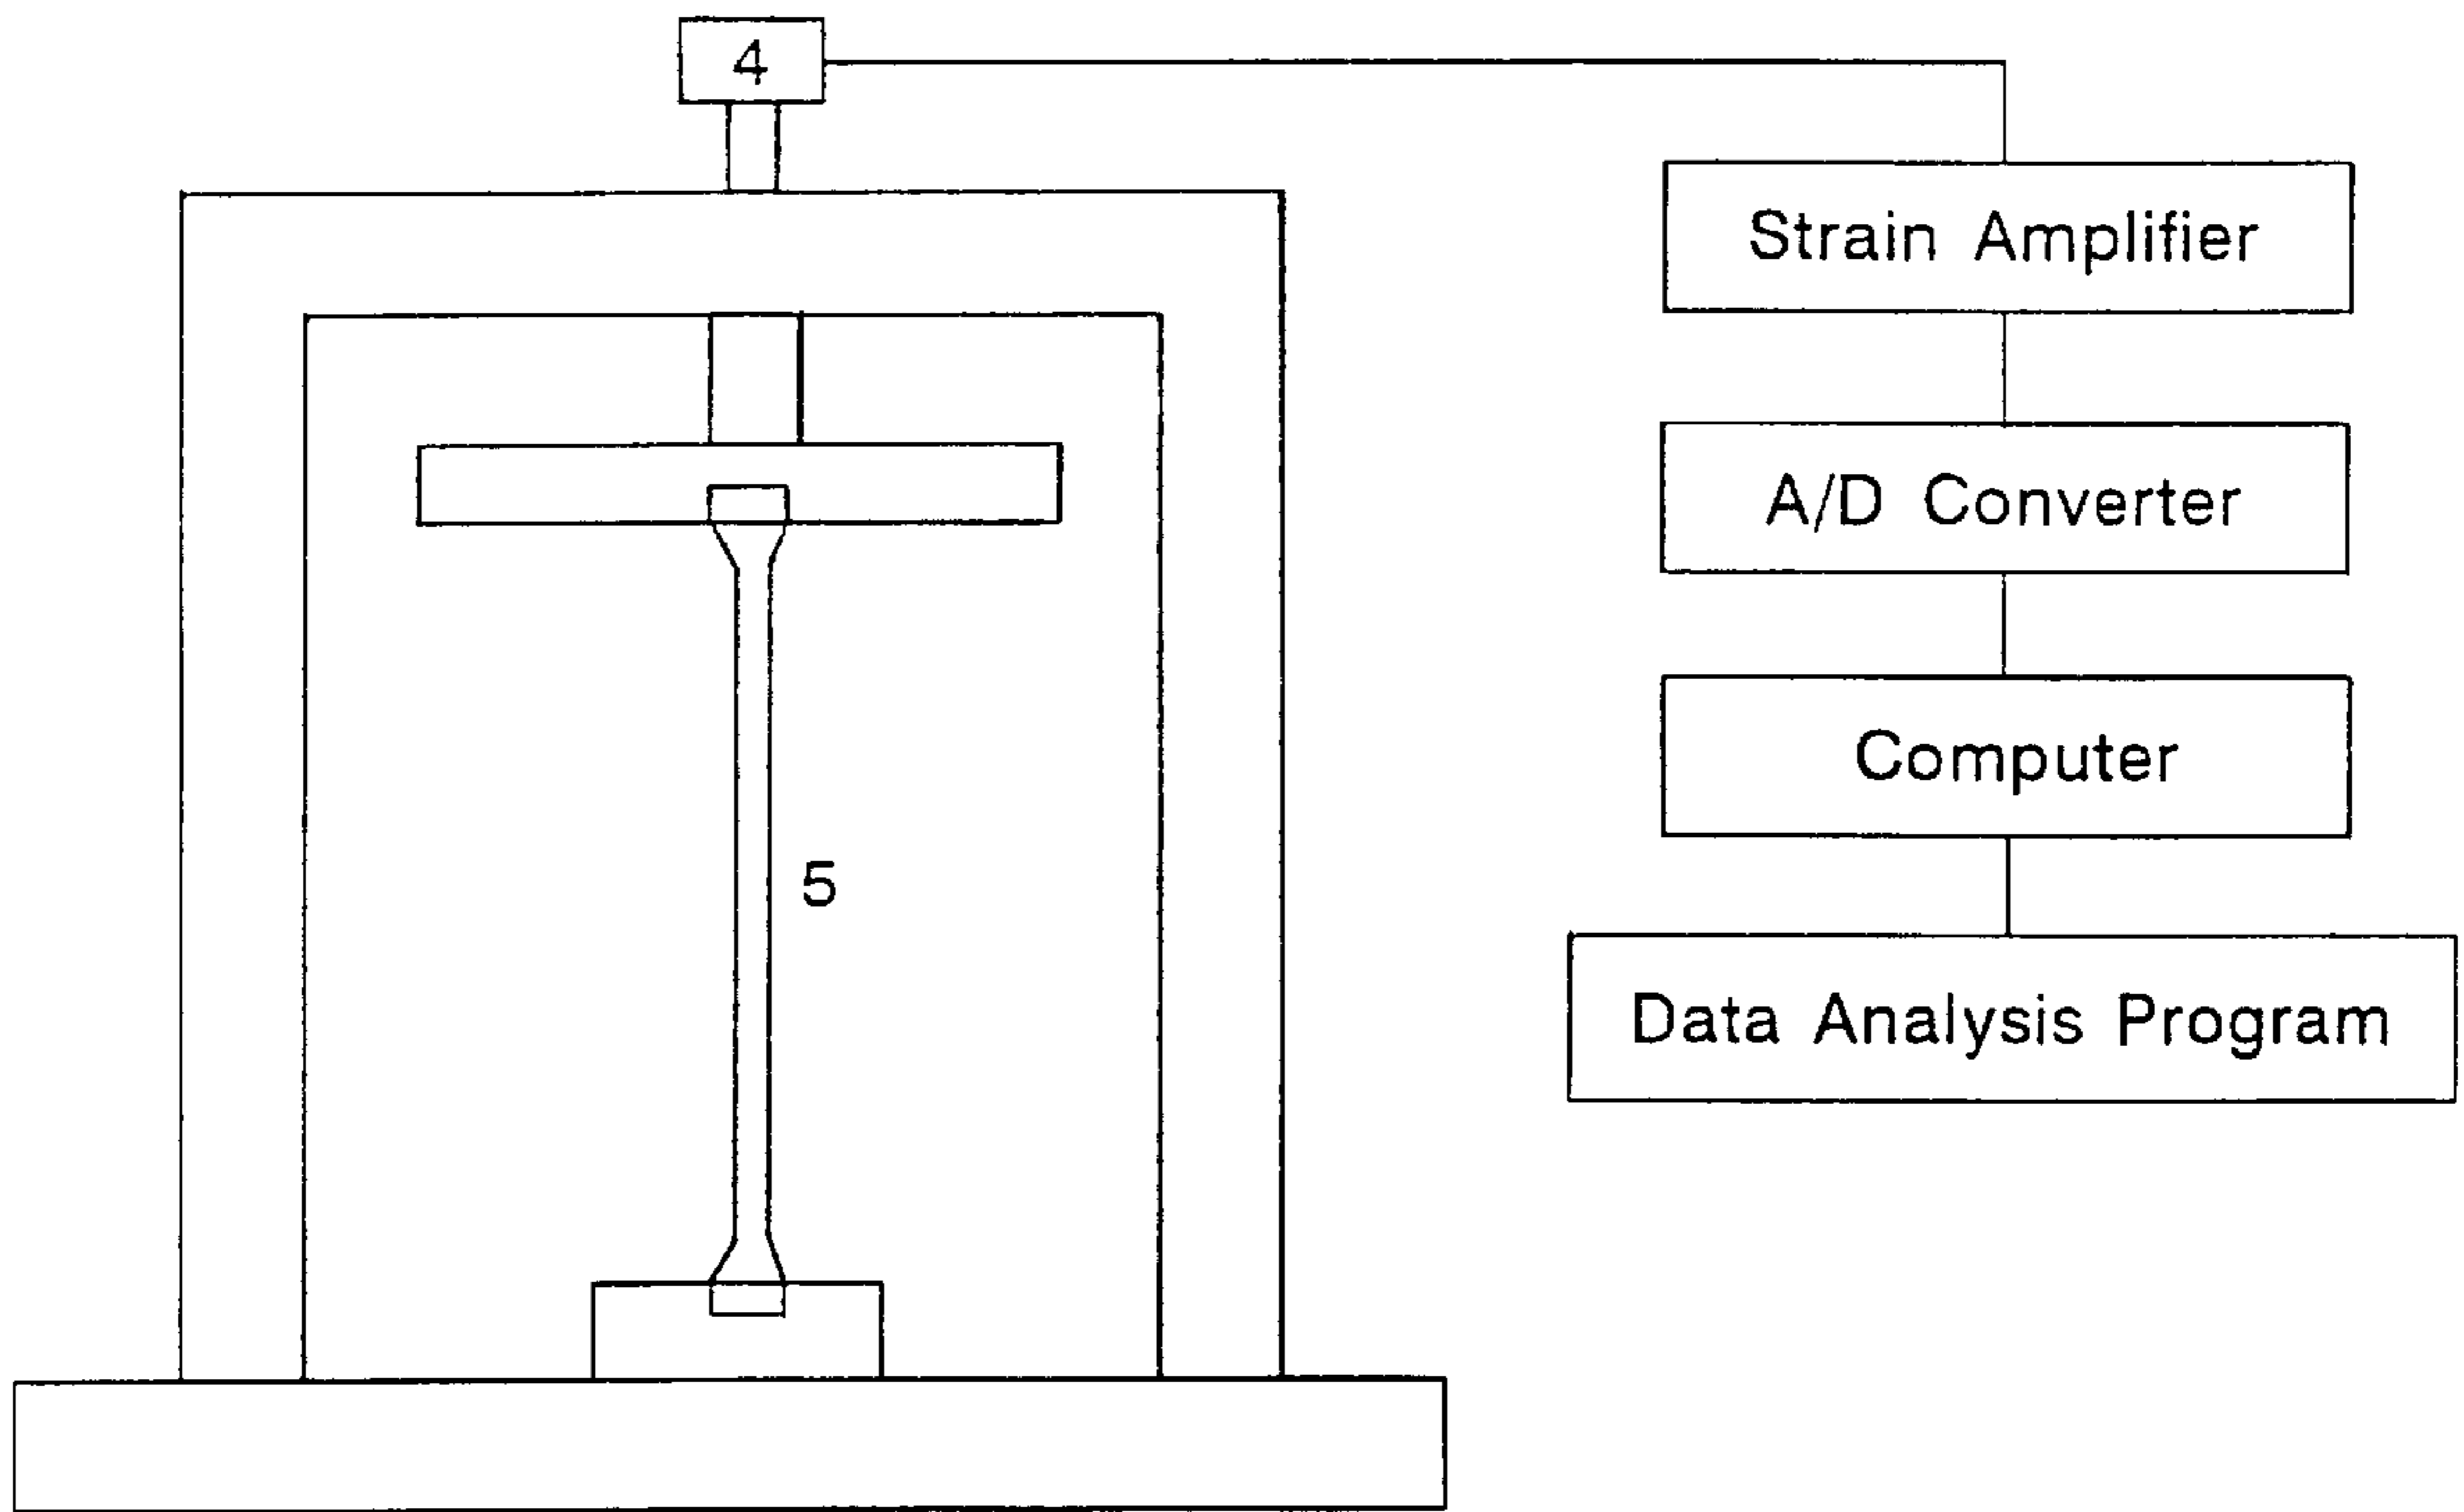 4
Strain Amplifier
A/D Converter
Computer
5
Data Analysis Program